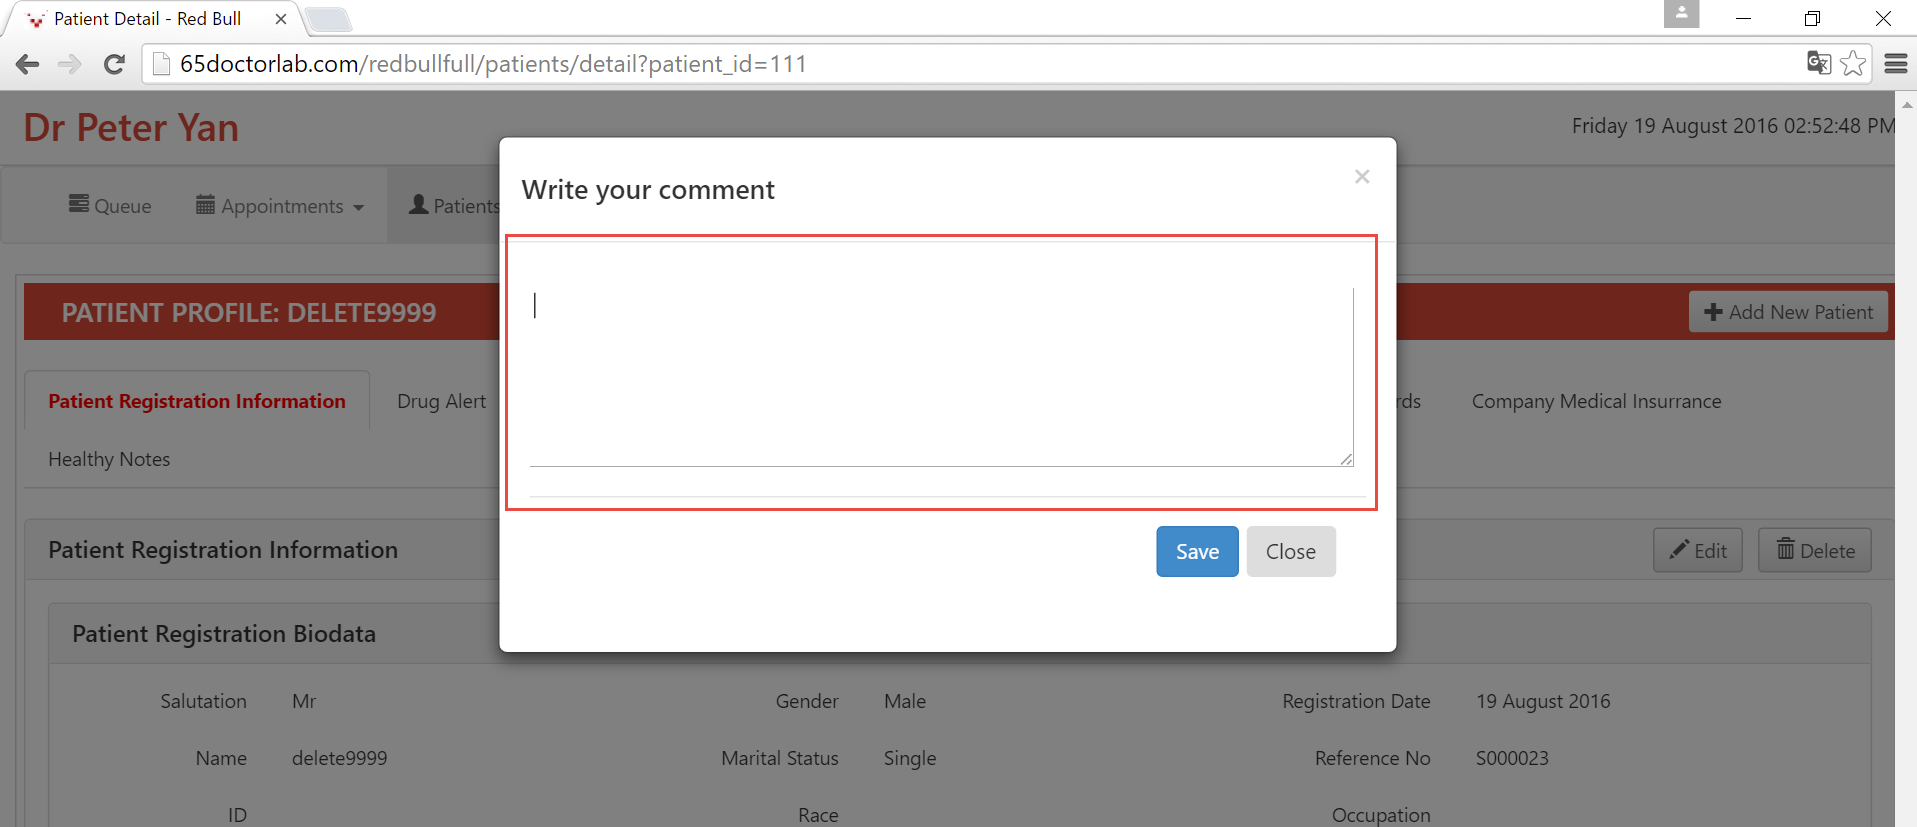 Patient Detail - Red Bull
65doctorlab.com/redbullfull/patients/detail?patient_id=111
Dr Peter Yan
Friday 19 August 2016 02:52:48 PM
Queue
Appointments
Patients
Write your comment
PATIENT PROFILE: DELETE9999
Add New Patient
Patient Registration Information
Drug Alert
rds
Company Medical Insurrance
Healthy Notes
Save
Close
Patient Registration Information
Edit
Delete
Patient Registration Biodata
Salutation Mr Gender Male Registration Date 19 August 2016
Name delete9999 Marital Status Single Reference No S000023
ID Race Occupation